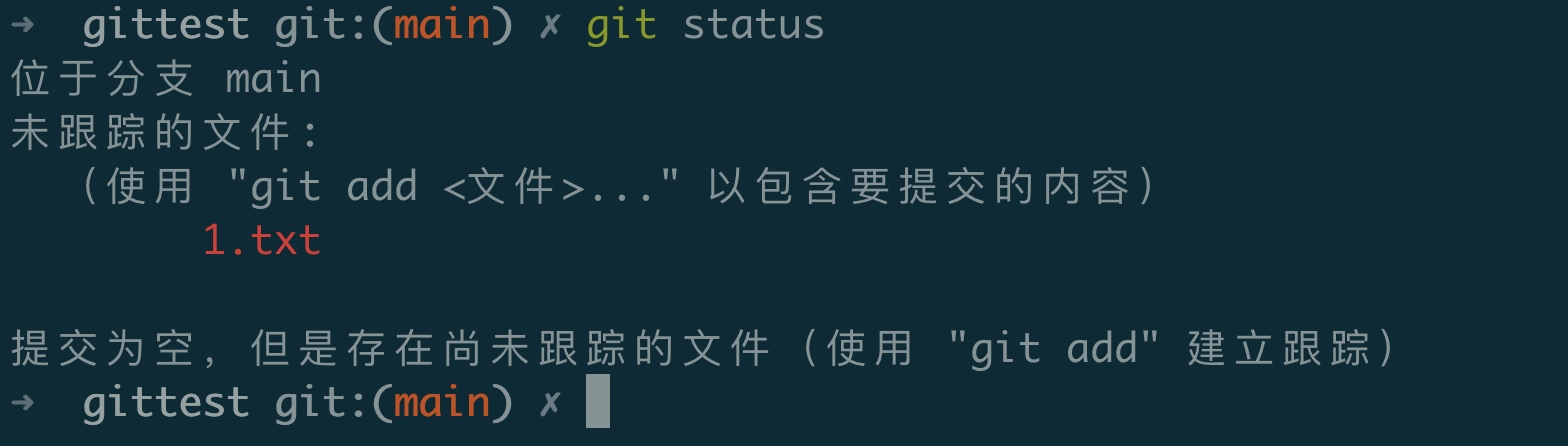 ➜  gittest git:(main) ✗ git status
位于分支 main
未跟踪的文件:
  (使用 "git add <文件>..." 以包含要提交的内容)
        1.txt

提交为空, 但是存在尚未跟踪的文件 (使用 "git add" 建立跟踪)
➜  gittest git:(main) ✗